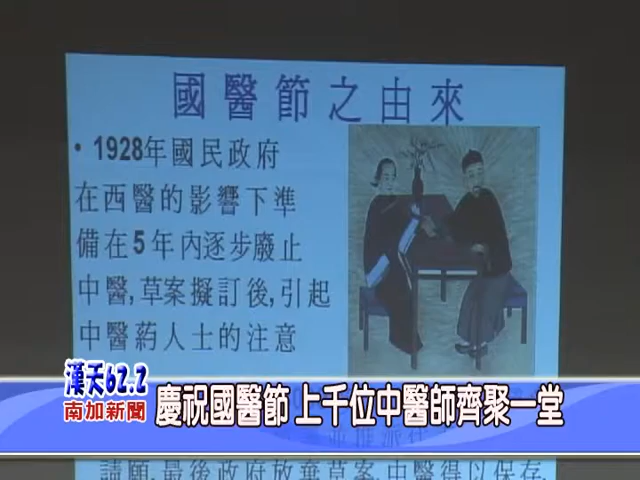 國醫節之由來
• 1928年國民政府
在西醫的影響下準
備在5年內逐步廢止
中醫,草案擬訂後,引起
中醫药人士的注意
漢天62.2
南加新聞
慶祝國醫節 上千位中醫師齊聚一堂
請願,最後政府放棄草案,中醫得以保存.